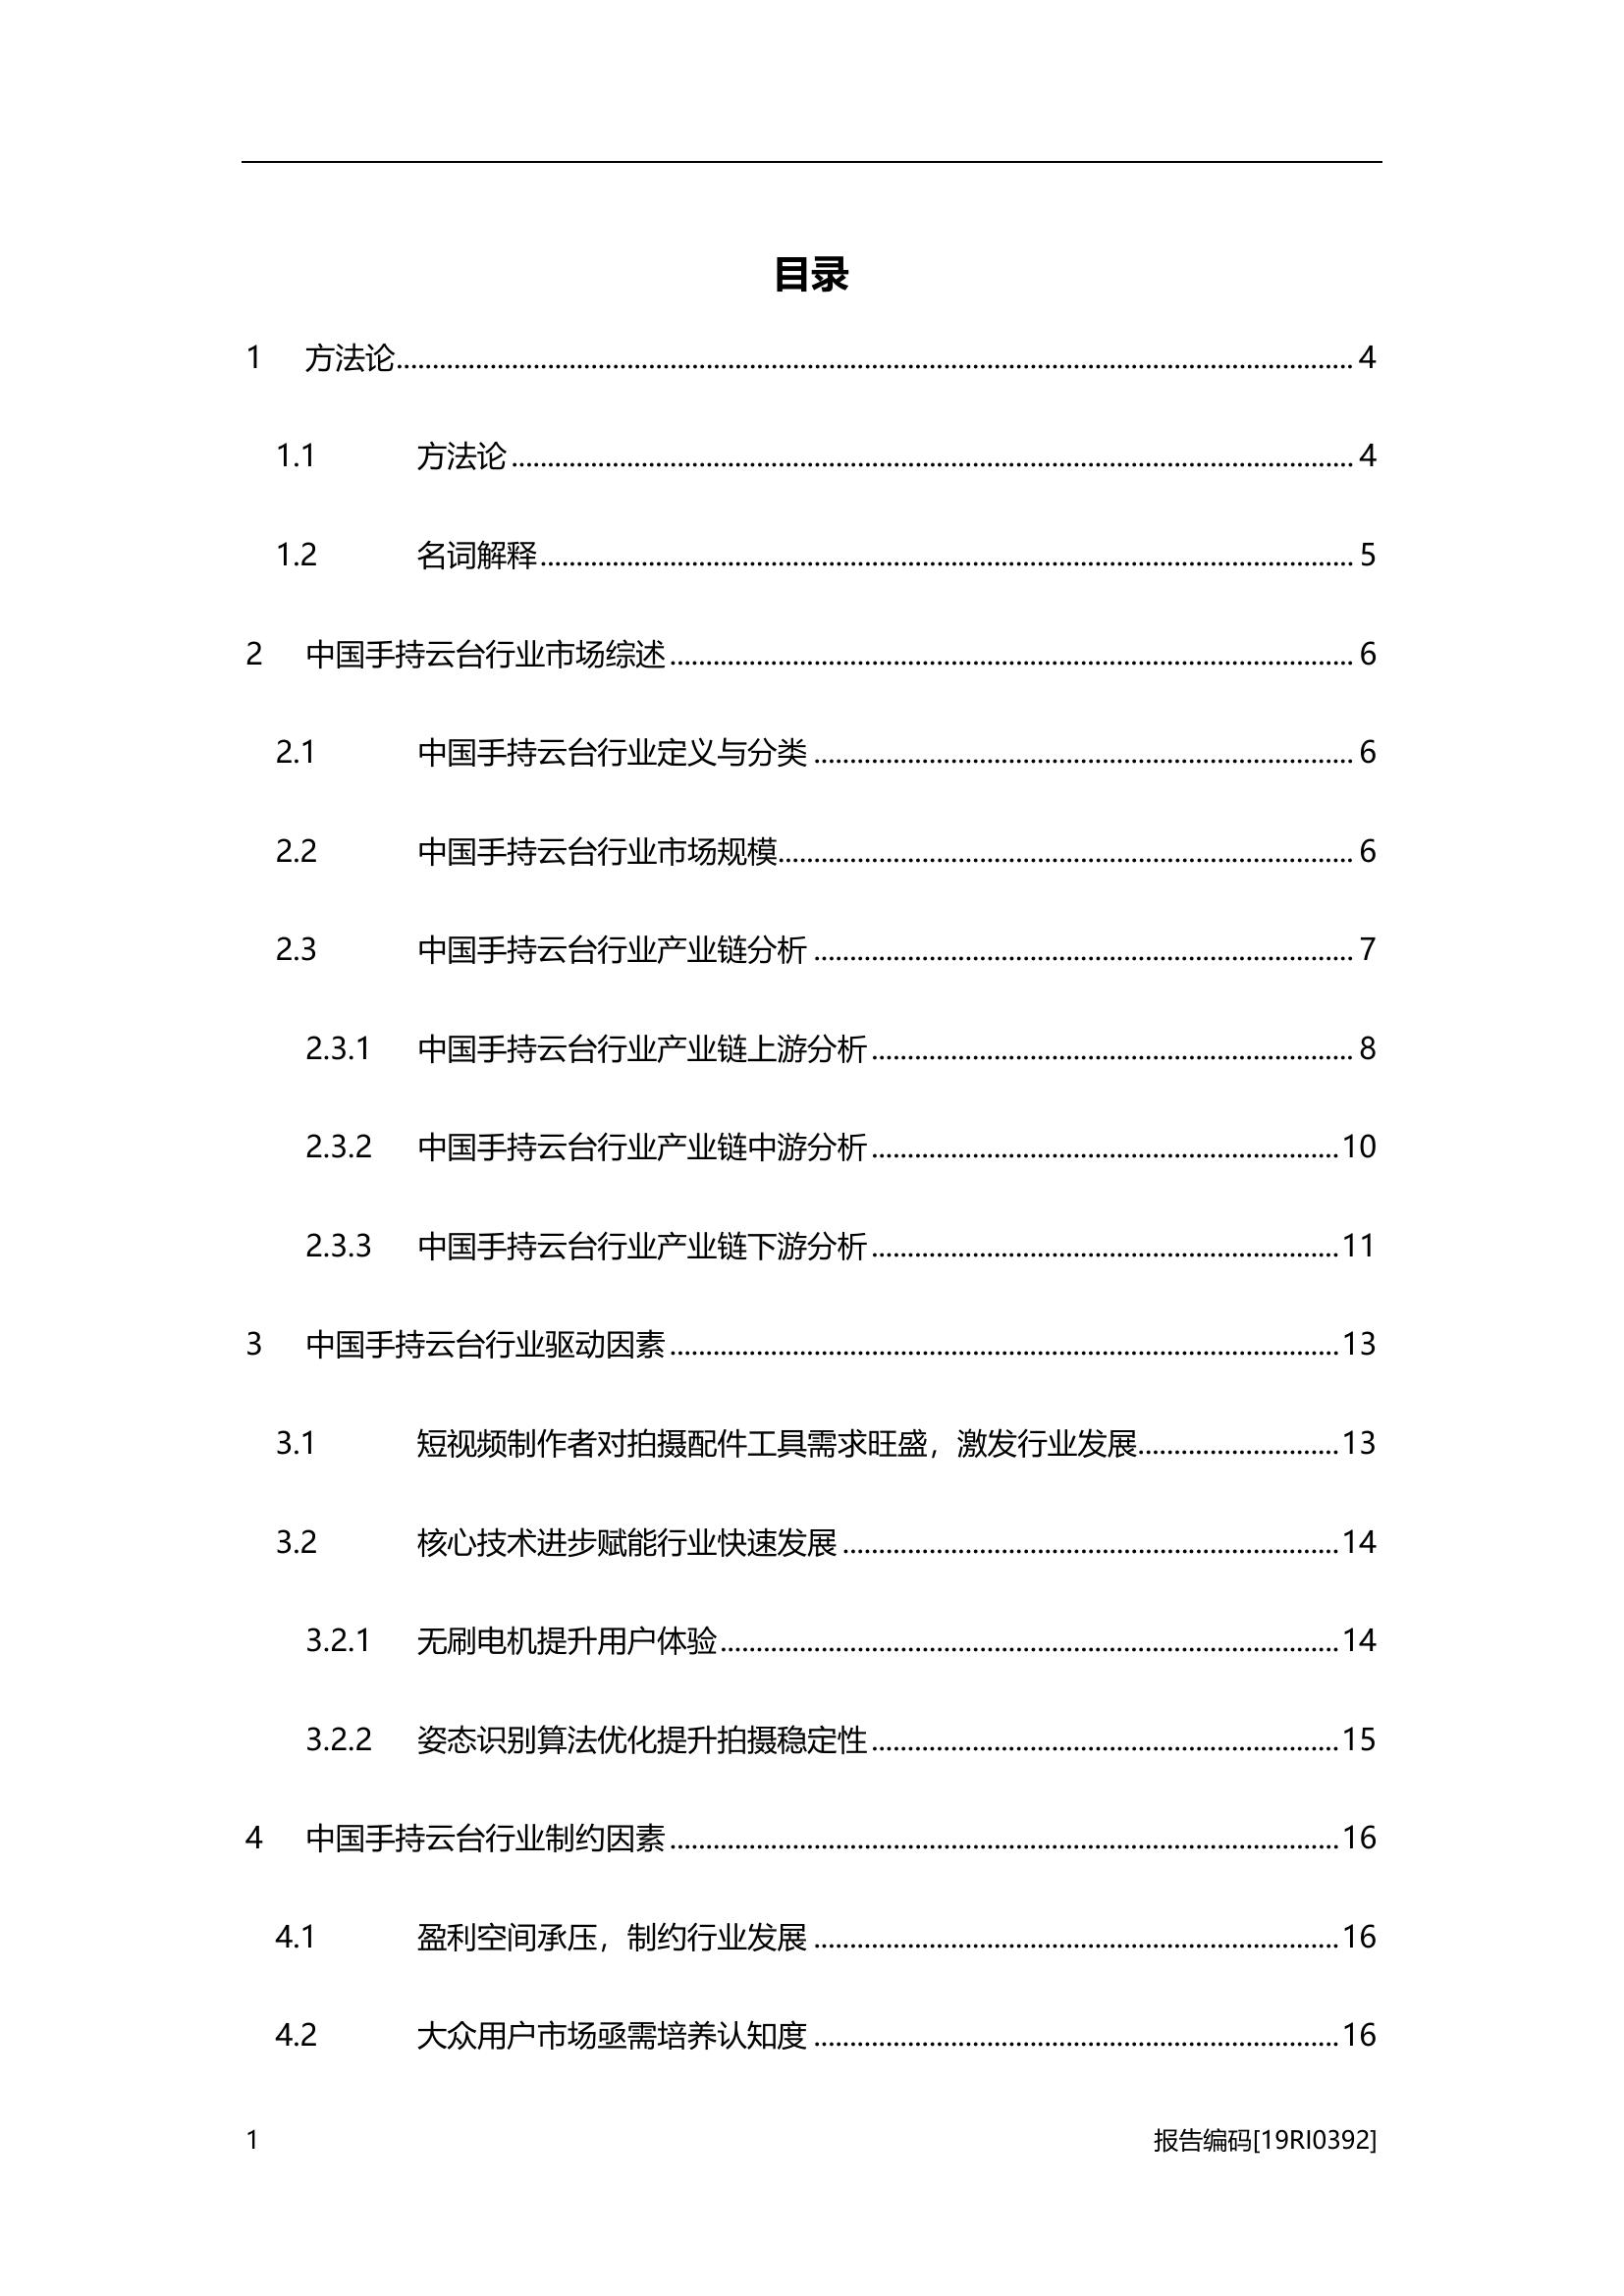 目录
1 方法论 4
1.1 方法论 4
1.2 名词解释 5
2 中国手持云台行业市场综述 6
2.1 中国手持云台行业定义与分类 6
2.2 中国手持云台行业市场规模 6
2.3 中国手持云台行业产业链分析 7
2.3.1 中国手持云台行业产业链上游分析 8
2.3.2 中国手持云台行业产业链中游分析 10
2.3.3 中国手持云台行业产业链下游分析 11
3 中国手持云台行业驱动因素 13
3.1 短视频制作者对拍摄配件工具需求旺盛，激发行业发展 13
3.2 核心技术进步赋能行业快速发展 14
3.2.1 无刷电机提升用户体验 14
3.2.2 姿态识别算法优化提升拍摄稳定性 15
4 中国手持云台行业制约因素 16
4.1 盈利空间承压，制约行业发展 16
4.2 大众用户市场亟需培养认知度 16
1 报告编码[19RI0392]